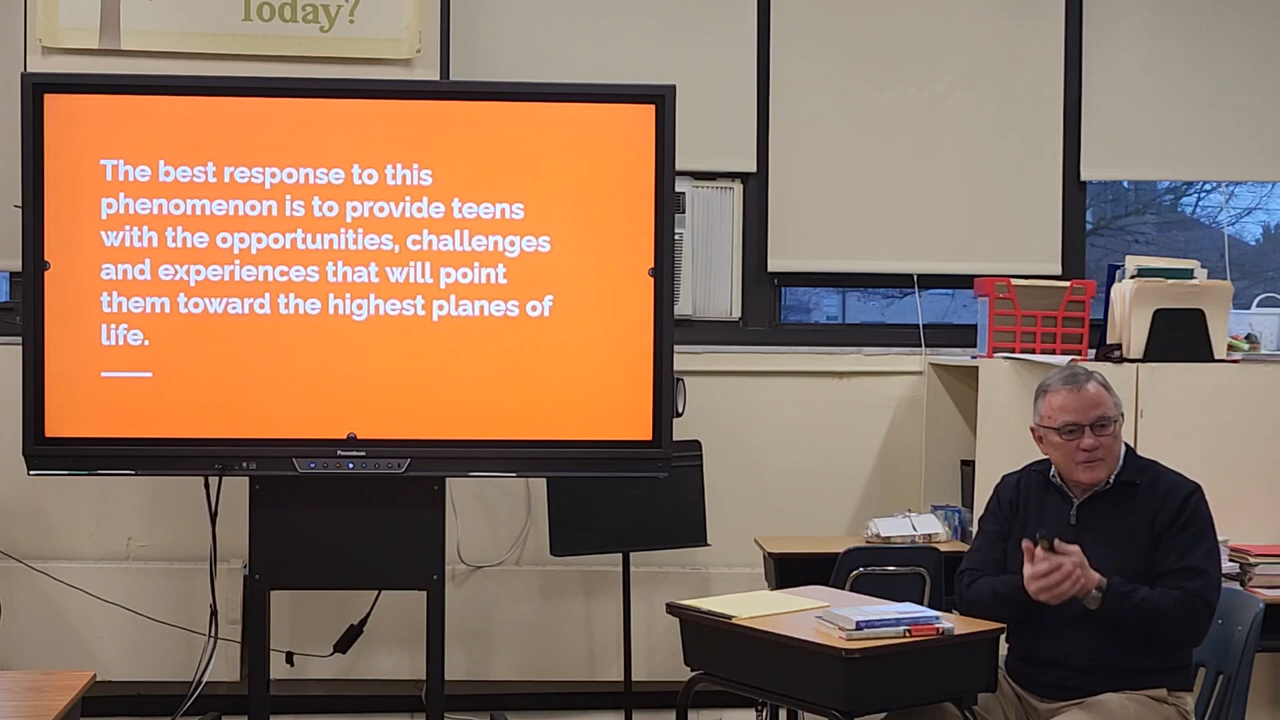 Today?
The best response to this
phenomenon is to provide teens
with the opportunities, challenges
and experiences that will point
them toward the highest planes of
life.
Promethean